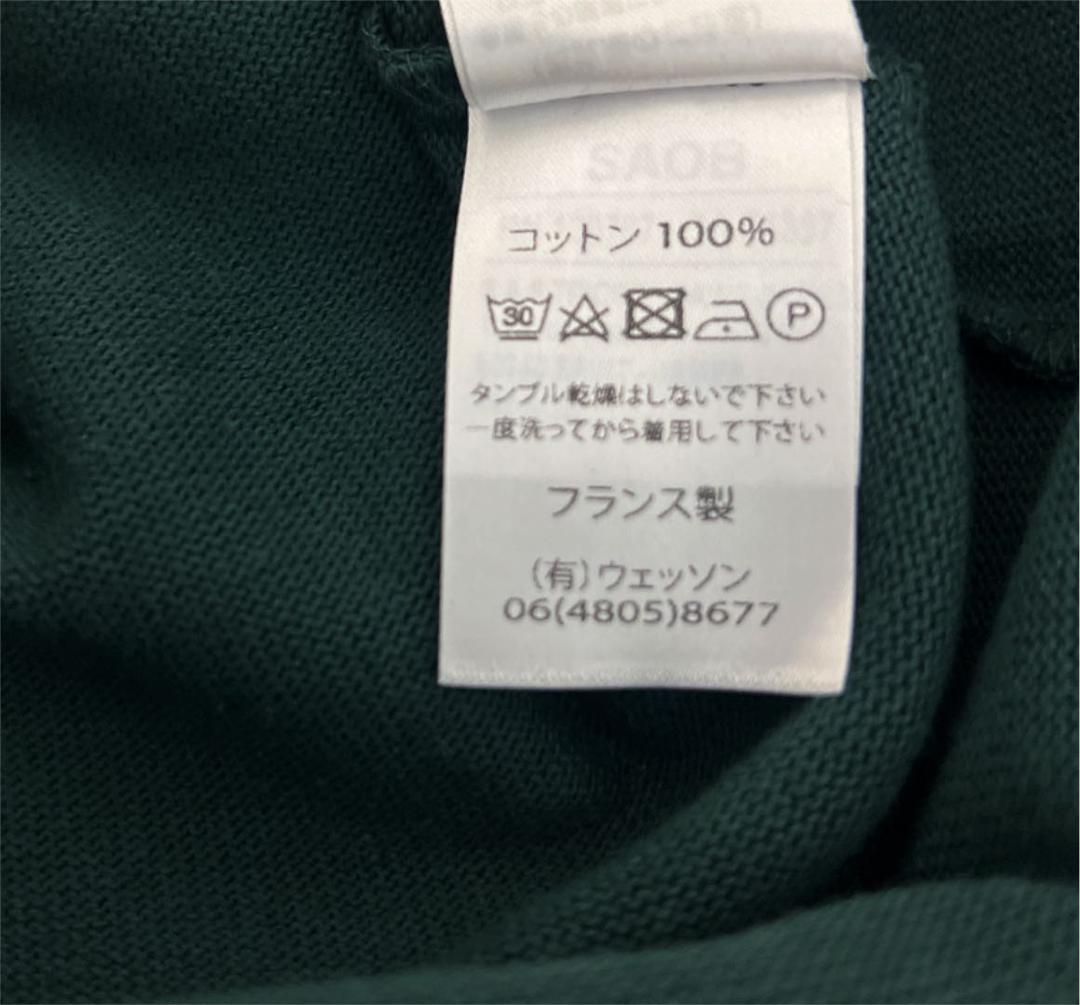 コットン 100%
30 P
タンブル乾燥はしないで下さい
一度洗ってから着用して下さい
フランス製
(有)ウェッソン
06(4805)8677